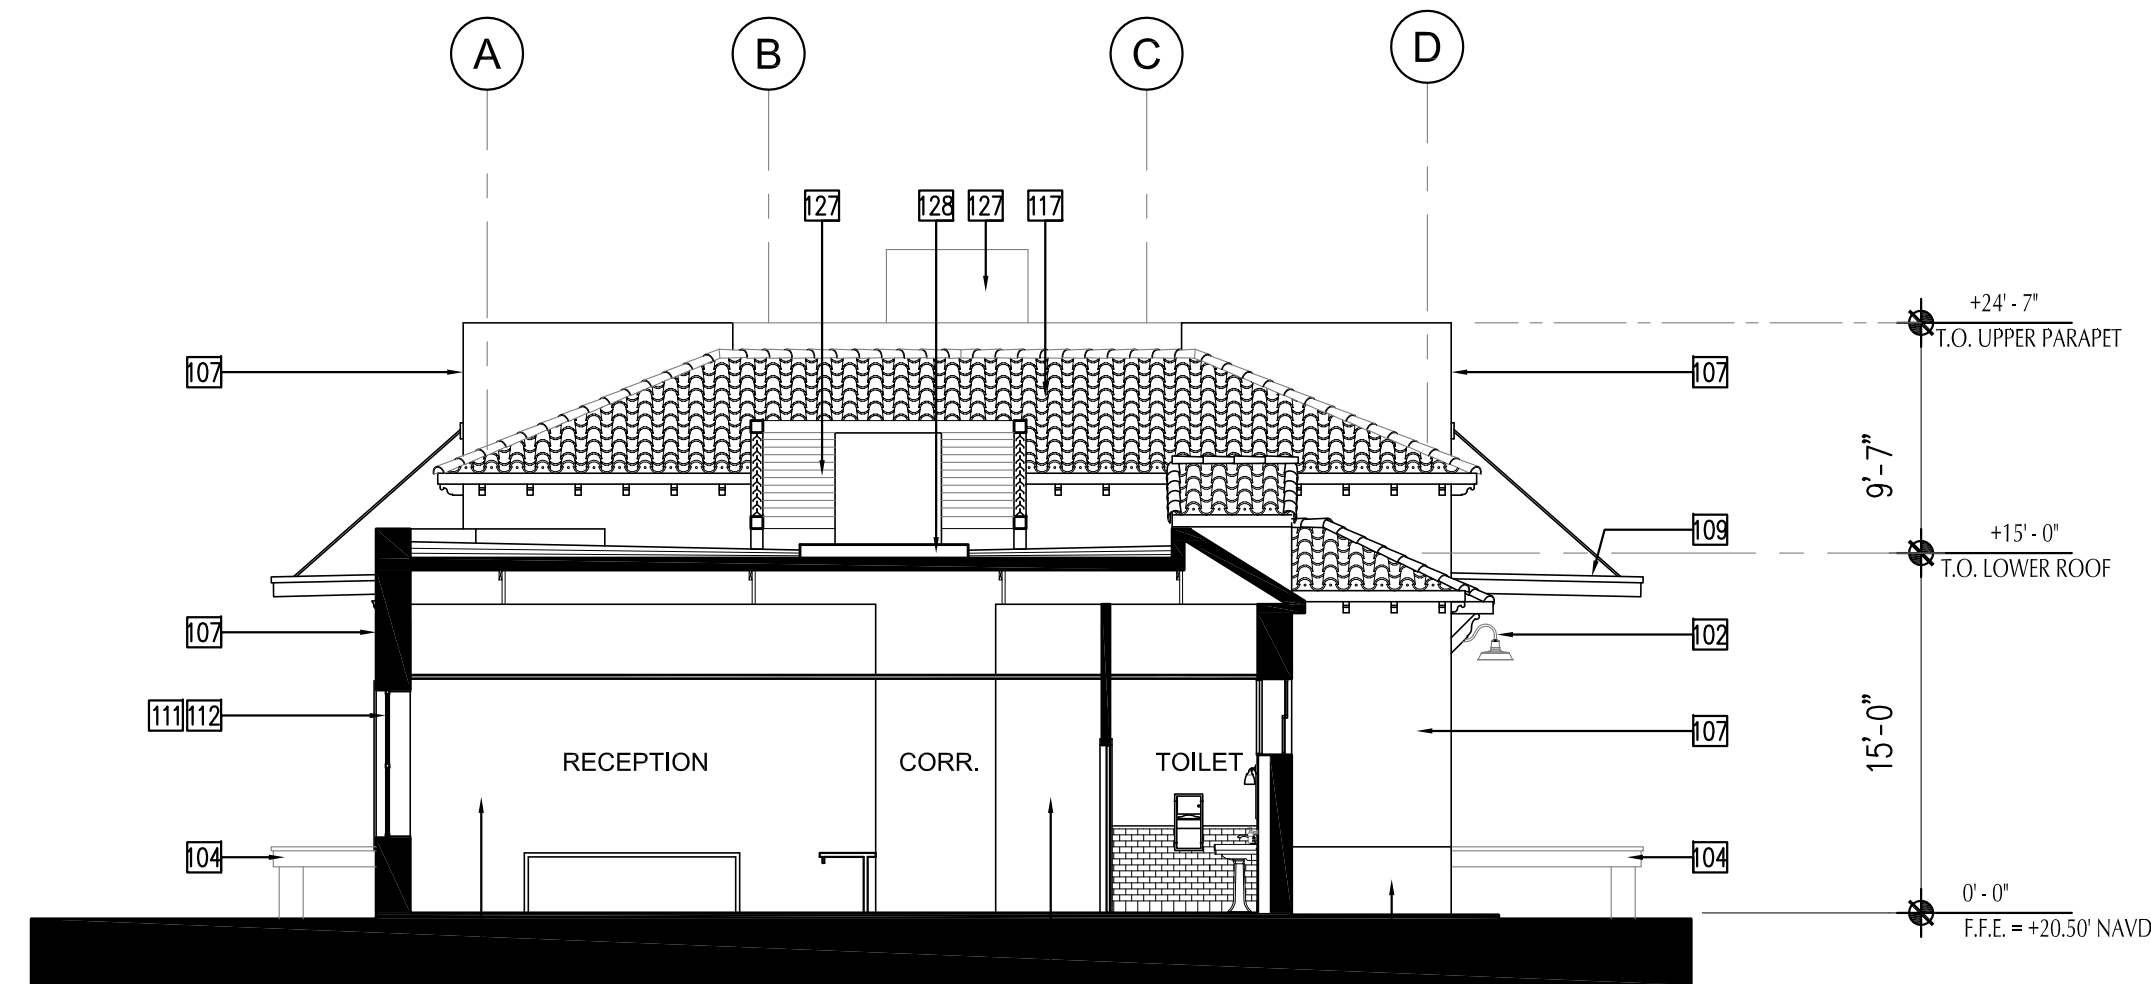 A B C D
127 128 127 117
+24' - 7"
T.O. UPPER PARAPET
107 107
9'-7"
109
+15' - 0"
T.O. LOWER ROOF
107 102
111 112
107
15'-0"
RECEPTION CORR. TOILET
104 104
0' - 0"
F.F.E. = +20.50' NAVD